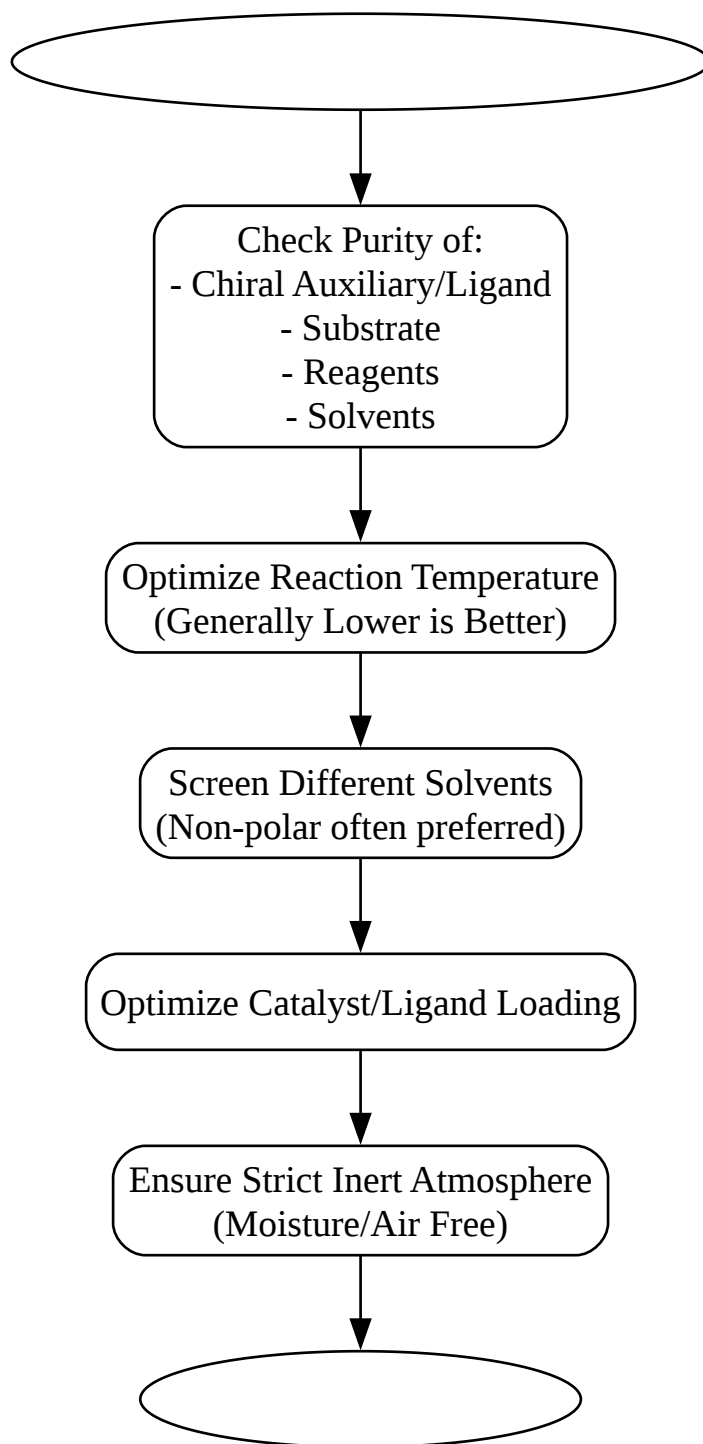 Check Purity of:
- Chiral Auxiliary/Ligand
- Substrate
- Reagents
- Solvents
Optimize Reaction Temperature
(Generally Lower is Better)
Screen Different Solvents
(Non-polar often preferred)
Optimize Catalyst/Ligand Loading
Ensure Strict Inert Atmosphere
(Moisture/Air Free)